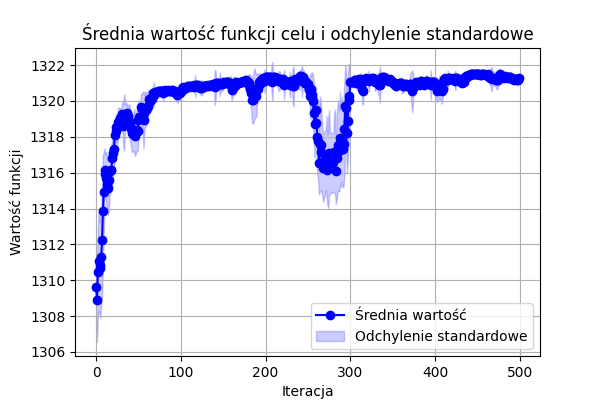 Średnia wartość funkcji celu i odchylenie standardowe
Wartość funkcji
1322
1320
1318
1316
1314
1312
1310
1308
1306
Średnia wartość
Odchylenie standardowe
0 100 200 300 400 500
Iteracja